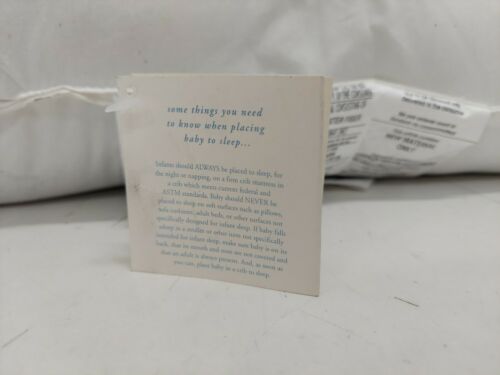 some things you need
to know when placing
baby to sleep...
Infants should ALWAYS be placed to sleep, for
the night or napping, on a firm crib mattress in
a crib which meets current federal and
ASTM standards. Baby should NEVER be
placed to sleep on soft surfaces such as pillows,
sofa cushions, adult beds, or other surfaces not
specifically designed for infant sleep. If baby falls
asleep in a stroller or other item not specifically
intended for infant sleep, make sure baby is on its
back, that its mouth and nose are not covered and
that an adult is always present. And, as soon as
you can, place baby in a crib to sleep.
NEW MATERIAL
ONLY